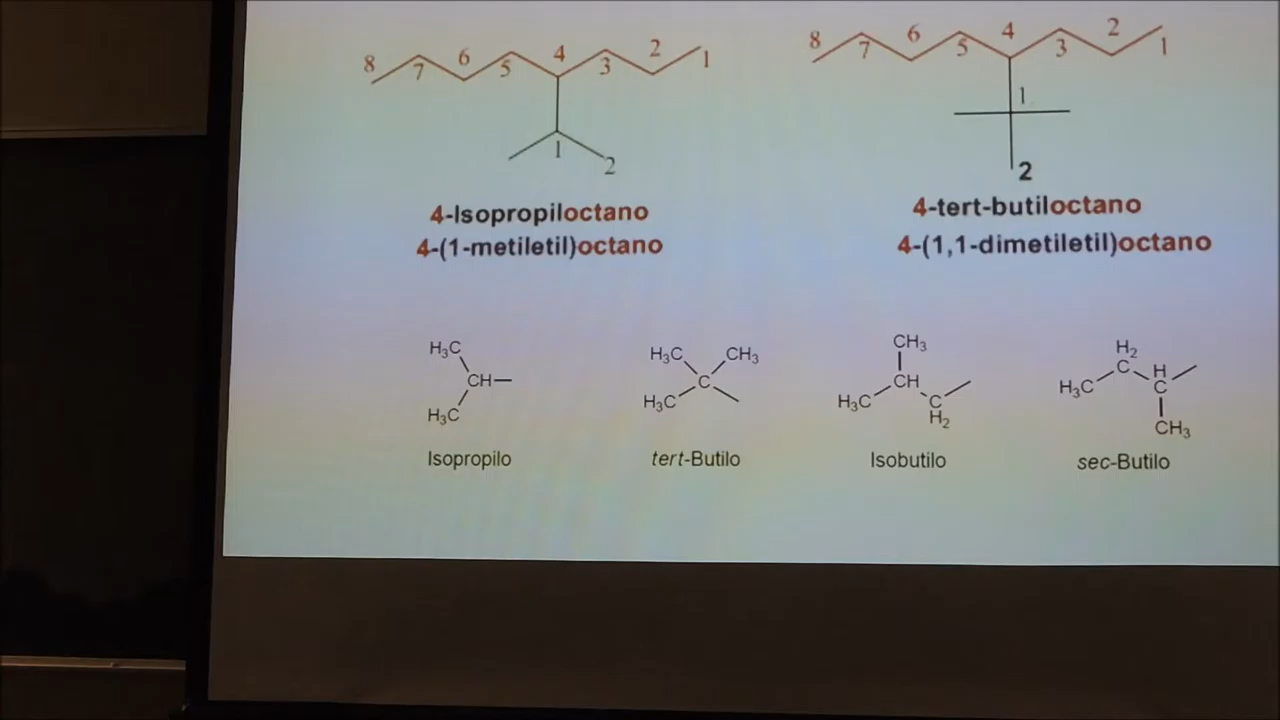 8 7 6 5 4 3 2 1
1 2
4-Isopropiloctano
4-(1-metiletil)octano
8 7 6 5 4 3 2 1
1
2
4-tert-butiloctano
4-(1,1-dimetiletil)octano
H₃C
CH
H₃C
Isopropilo
H₃C CH₃
C
H₃C
tert-Butilo
CH₃
CH
H₃C C
H₂
Isobutilo
H₂
C H
H₃C C
CH₃
sec-Butilo